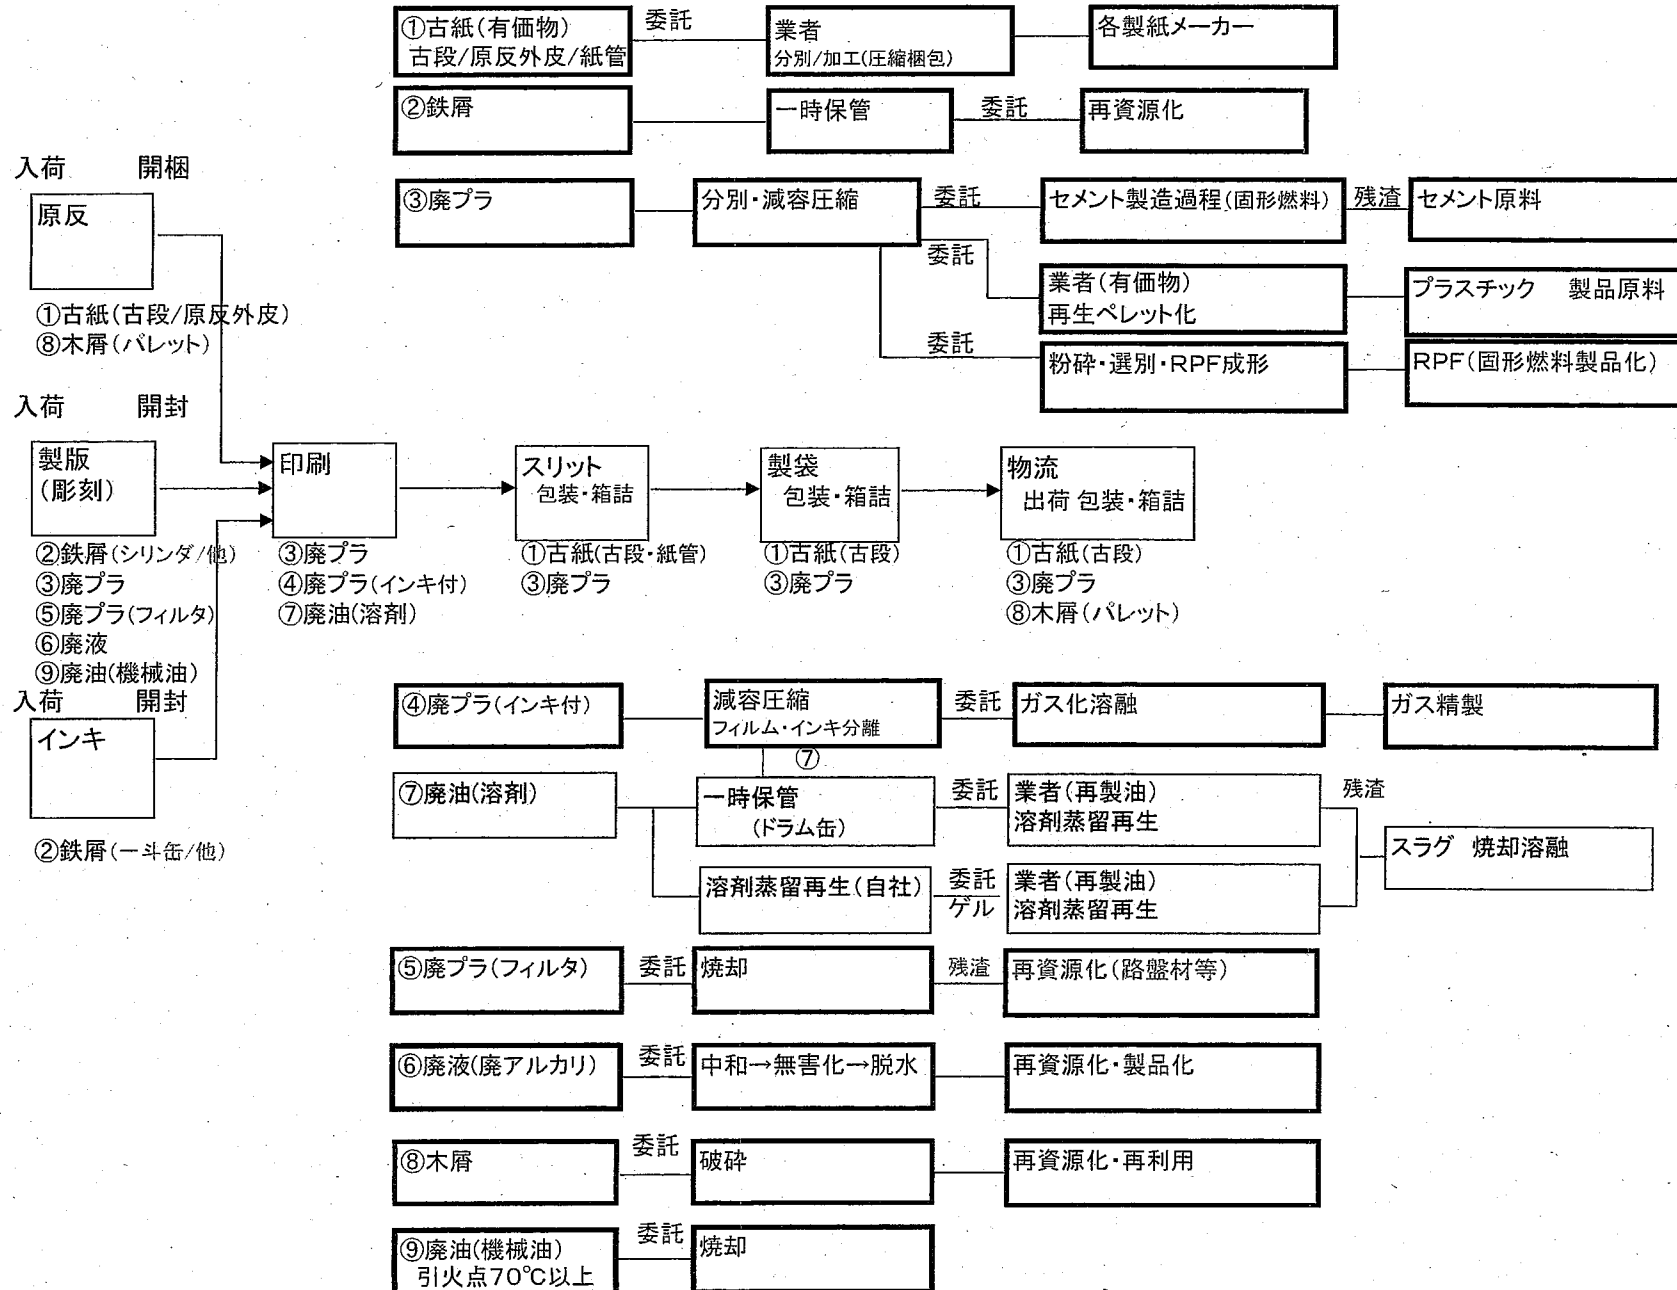 ①古紙(有価物)
古段/原反外皮/紙管
委託
業者
分別/加工(圧縮梱包)
各製紙メーカー
②鉄屑
一時保管
委託
再資源化
入荷 開梱
③廃プラ
分別・減容圧縮
委託
セメント製造過程(固形燃料)
残渣
セメント原料
原反
委託
業者(有価物)
再生ペレット化
プラスチック 製品原料
①古紙(古段/原反外皮)
⑧木屑(パレット)
委託
粉砕・選別・RPF成形
RPF(固形燃料製品化)
入荷 開封
製版
(彫刻)
印刷
スリット
包装・箱詰
製袋
包装・箱詰
物流
出荷 包装・箱詰
②鉄屑(シリンダ/他)
③廃プラ
⑤廃プラ(フィルタ)
⑥廃液
⑨廃油(機械油)
③廃プラ
④廃プラ(インキ付)
⑦廃油(溶剤)
①古紙(古段・紙管)
③廃プラ
①古紙(古段)
③廃プラ
①古紙(古段)
③廃プラ
⑧木屑(パレット)
入荷 開封
インキ
②鉄屑(一斗缶/他)
④廃プラ(インキ付)
減容圧縮
フィルム・インキ分離
委託
ガス化溶融
ガス精製
⑦
⑦廃油(溶剤)
一時保管
(ドラム缶)
委託
業者(再製油)
溶剤蒸留再生
残渣
スラグ 焼却溶融
溶剤蒸留再生(自社)
委託
ゲル
業者(再製油)
溶剤蒸留再生
⑤廃プラ(フィルタ)
委託
焼却
残渣
再資源化(路盤材等)
⑥廃液(廃アルカリ)
委託
中和→無害化→脱水
再資源化・製品化
⑧木屑
委託
破砕
再資源化・再利用
⑨廃油(機械油)
引火点70℃以上
委託
焼却